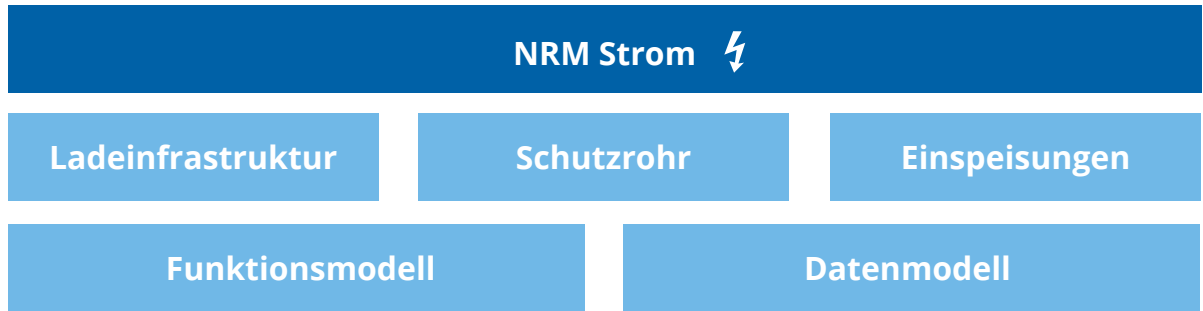 NRM Strom
Ladeinfrastruktur
Schutzrohr
Einspeisungen
Funktionsmodell
Datenmodell